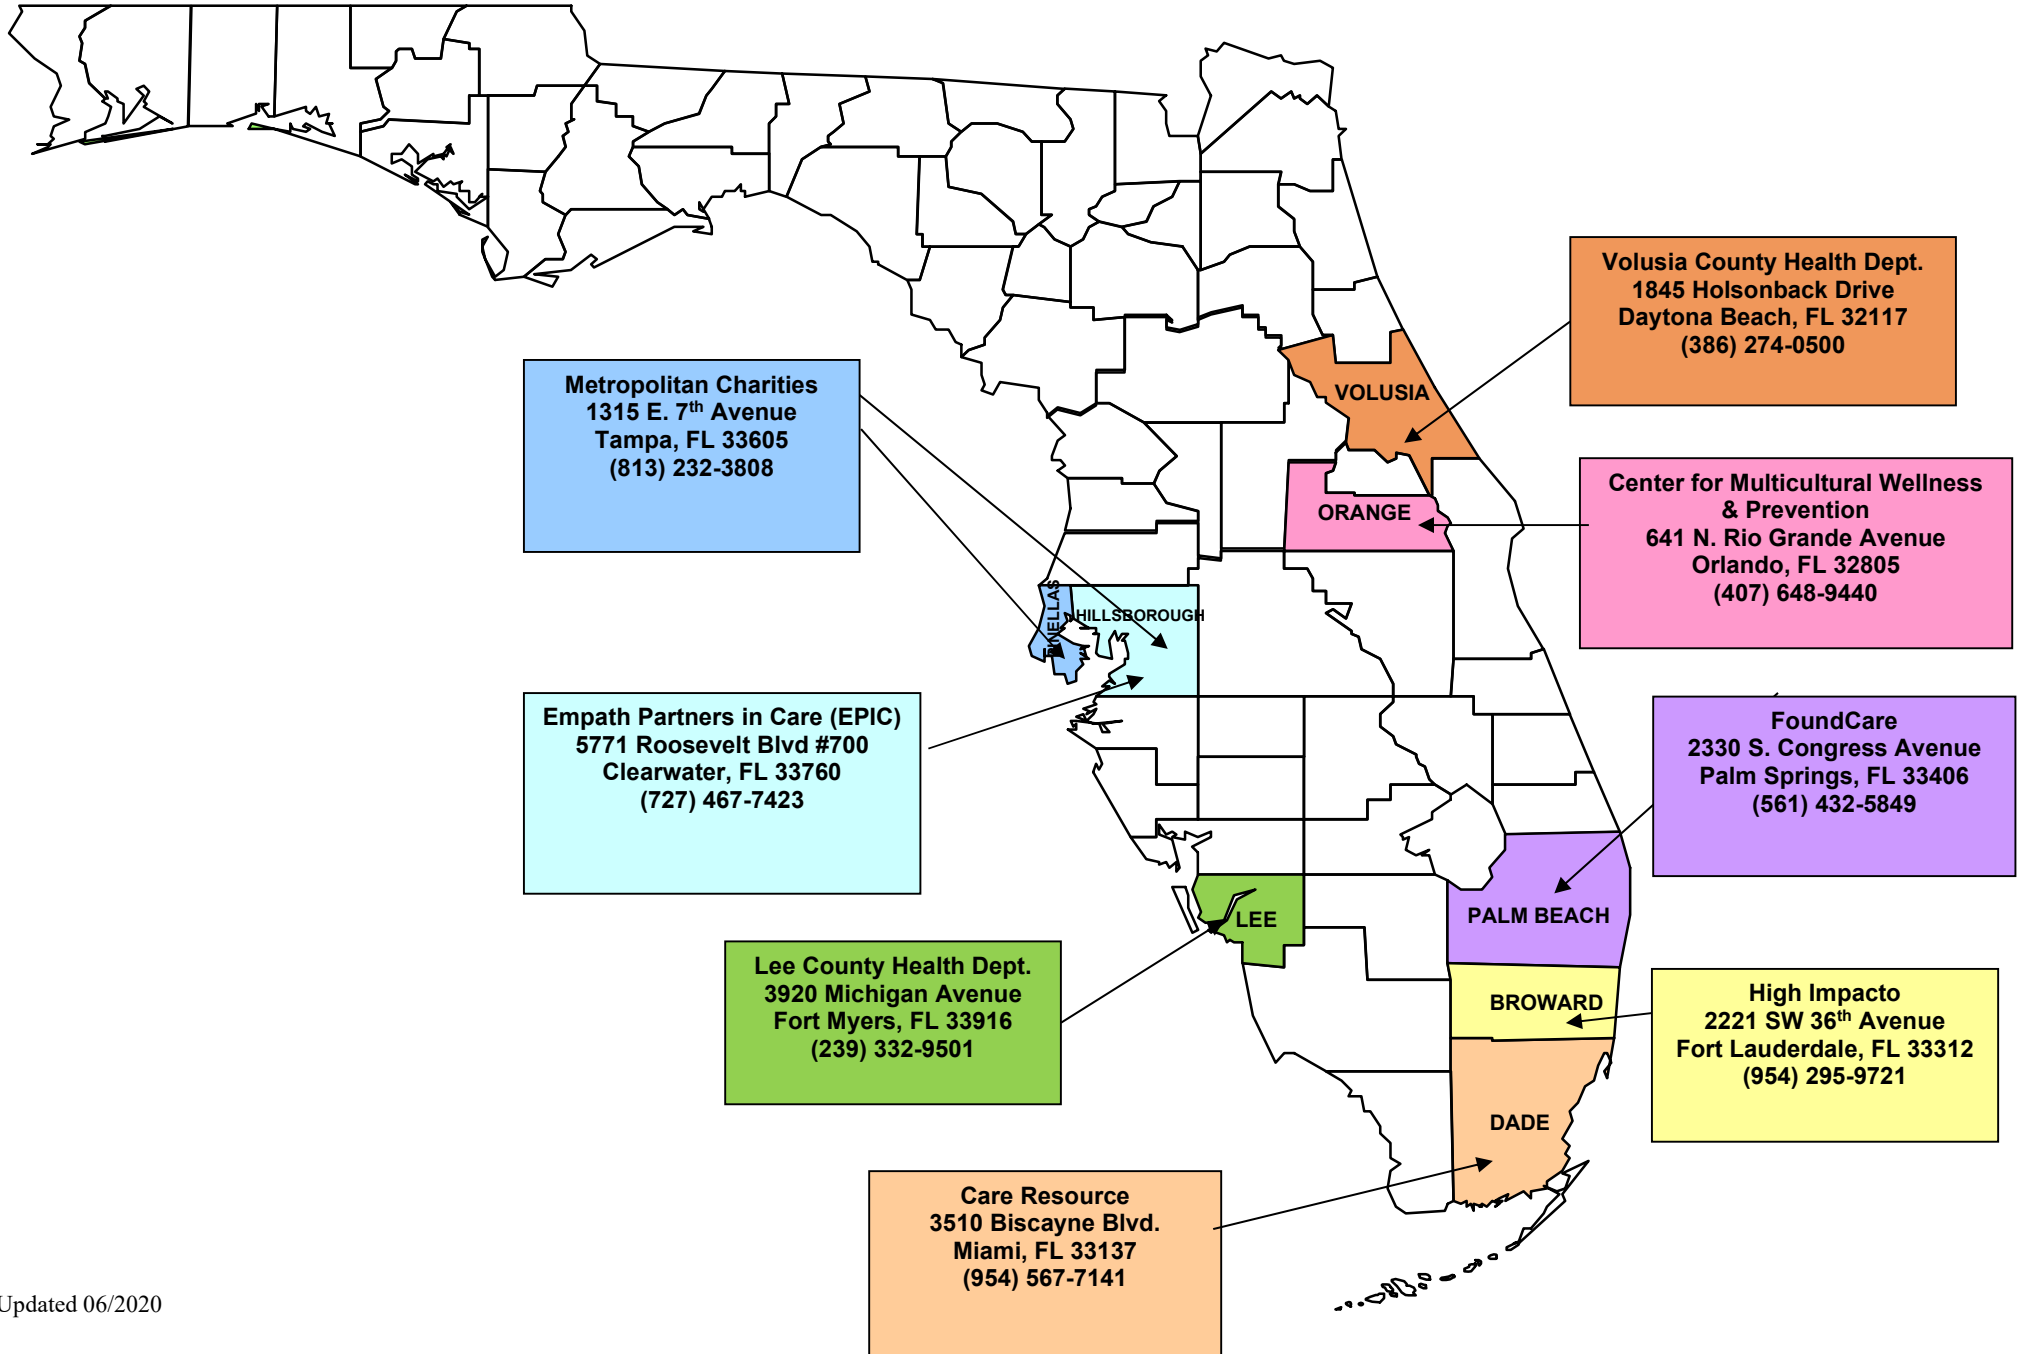 Volusia County Health Dept.
1845 Holsonback Drive
Daytona Beach, FL 32117
(386) 274-0500
Metropolitan Charities
1315 E. 7th Avenue
Tampa, FL 33605
(813) 232-3808
VOLUSIA
Center for Multicultural Wellness
& Prevention
641 N. Rio Grande Avenue
Orlando, FL 32805
(407) 648-9440
ORANGE
PINELLAS
HILLSBOROUGH
Empath Partners in Care (EPIC)
5771 Roosevelt Blvd #700
Clearwater, FL 33760
(727) 467-7423
FoundCare
2330 S. Congress Avenue
Palm Springs, FL 33406
(561) 432-5849
LEE
PALM BEACH
Lee County Health Dept.
3920 Michigan Avenue
Fort Myers, FL 33916
(239) 332-9501
BROWARD
High Impacto
2221 SW 36th Avenue
Fort Lauderdale, FL 33312
(954) 295-9721
DADE
Care Resource
3510 Biscayne Blvd.
Miami, FL 33137
(954) 567-7141
Updated 06/2020